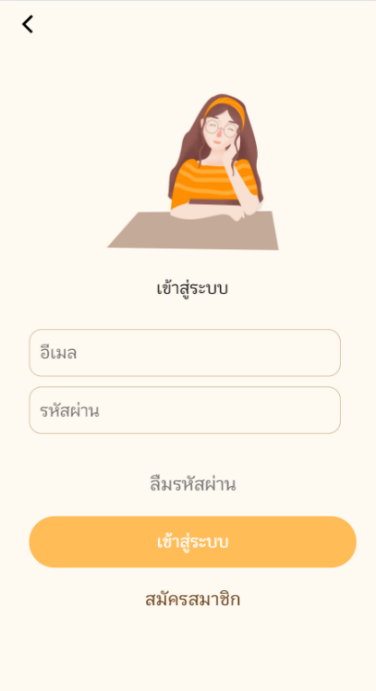 เข้าสู่ระบบ
อีเมล
รหัสผ่าน
ลืมรหัสผ่าน
เข้าสู่ระบบ
สมัครสมาชิก